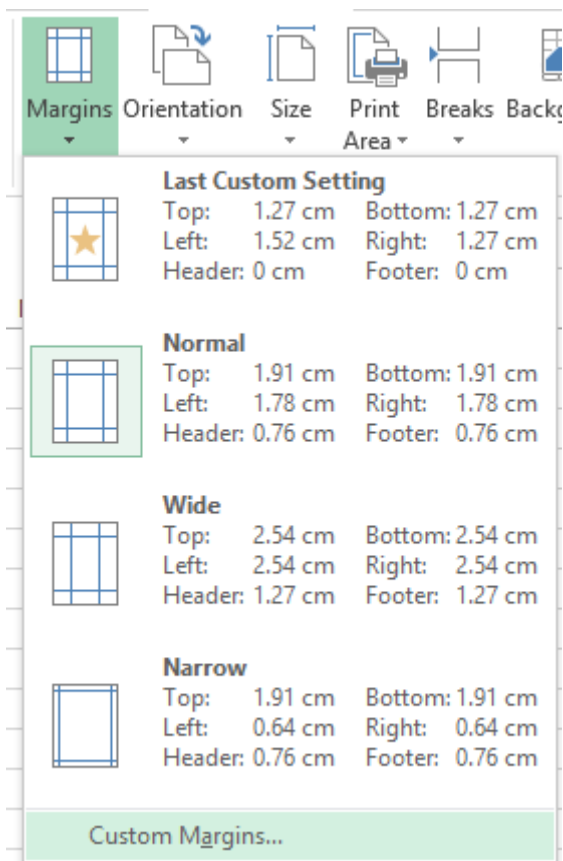 Margins Orientation Size Print Breaks
Area
Last Custom Setting
Top: 1.27 cm Bottom: 1.27 cm
Left: 1.52 cm Right: 1.27 cm
Header: 0 cm Footer: 0 cm
Normal
Top: 1.91 cm Bottom: 1.91 cm
Left: 1.78 cm Right: 1.78 cm
Header: 0.76 cm Footer: 0.76 cm
Wide
Top: 2.54 cm Bottom: 2.54 cm
Left: 2.54 cm Right: 2.54 cm
Header: 1.27 cm Footer: 1.27 cm
Narrow
Top: 1.91 cm Bottom: 1.91 cm
Left: 0.64 cm Right: 0.64 cm
Header: 0.76 cm Footer: 0.76 cm
Custom Margins...